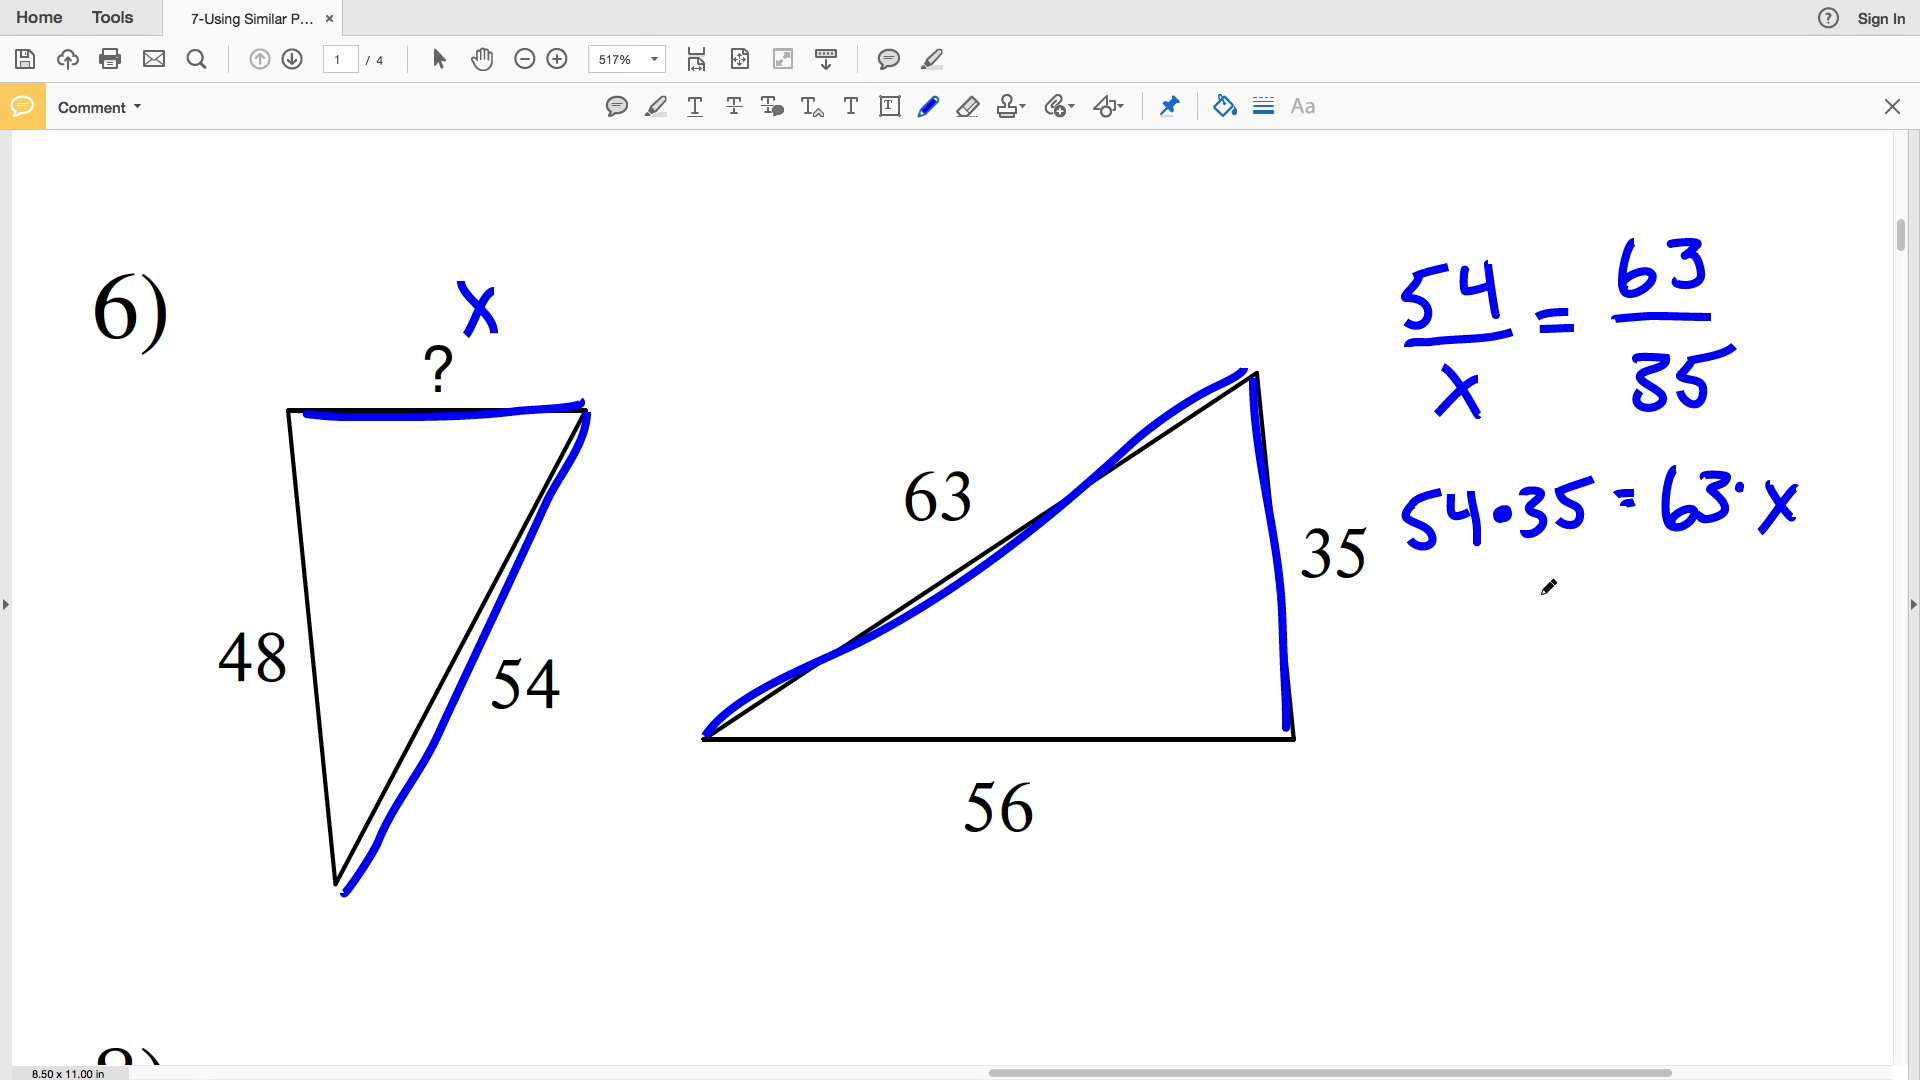 Home Tools 7-Using Similar P... × ? Sign In
1 / 4 517%
Comment Aa
6)
x
?
48
54
63
35
56
54/x = 63/35
54·35=63·x
8.50 x 11.00 in